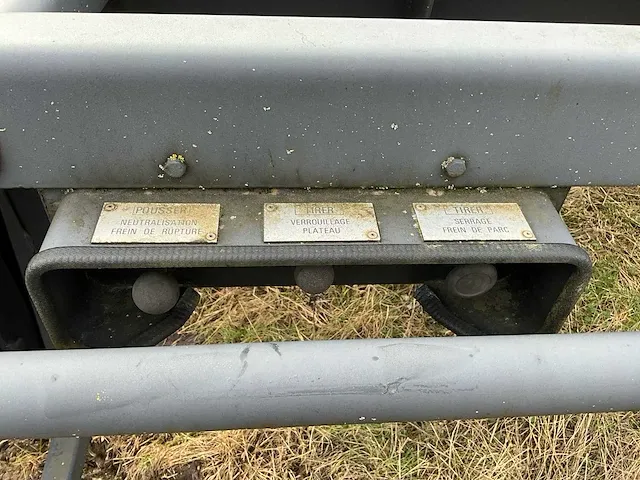 POUSSER
NEUTRALISATION
FREIN DE RUPTURE
TIRER
VERROUILLAGE
PLATEAU
TIRER
SERRAGE
FREIN DE PARC